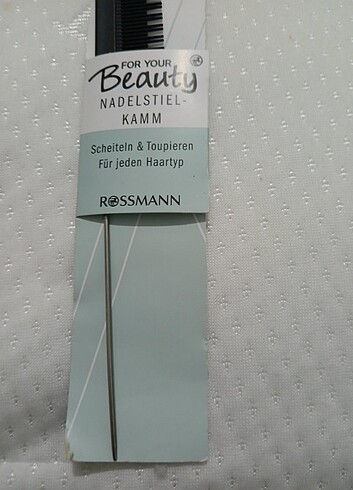 FOR YOUR
Beauty
NADELSTIEL-
KAMM
Scheiteln & Toupieren
Für jeden Haartyp
ROSSMANN